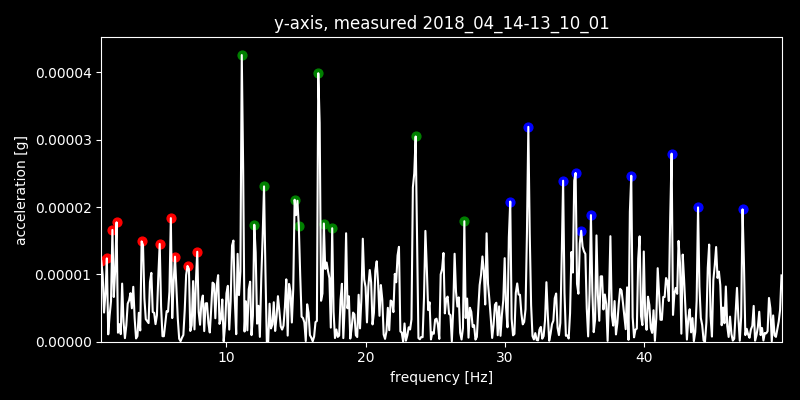 y-axis, measured 2018_04_14-13_10_01
0.00004
0.00003
0.00002
0.00001
0.00000
acceleration [g]
10 20 30 40
frequency [Hz]